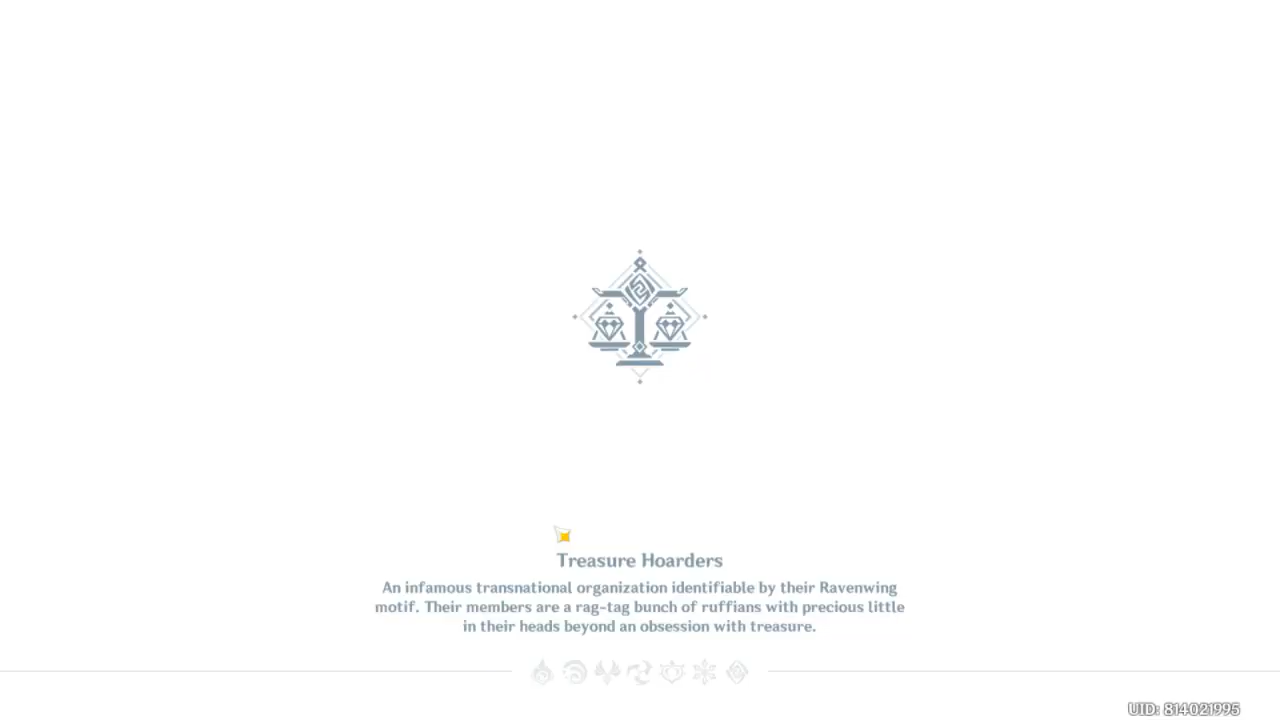 Treasure Hoarders
An infamous transnational organization identifiable by their Ravenwing
motif. Their members are a rag-tag bunch of ruffians with precious little
in their heads beyond an obsession with treasure.
UID: 814021995